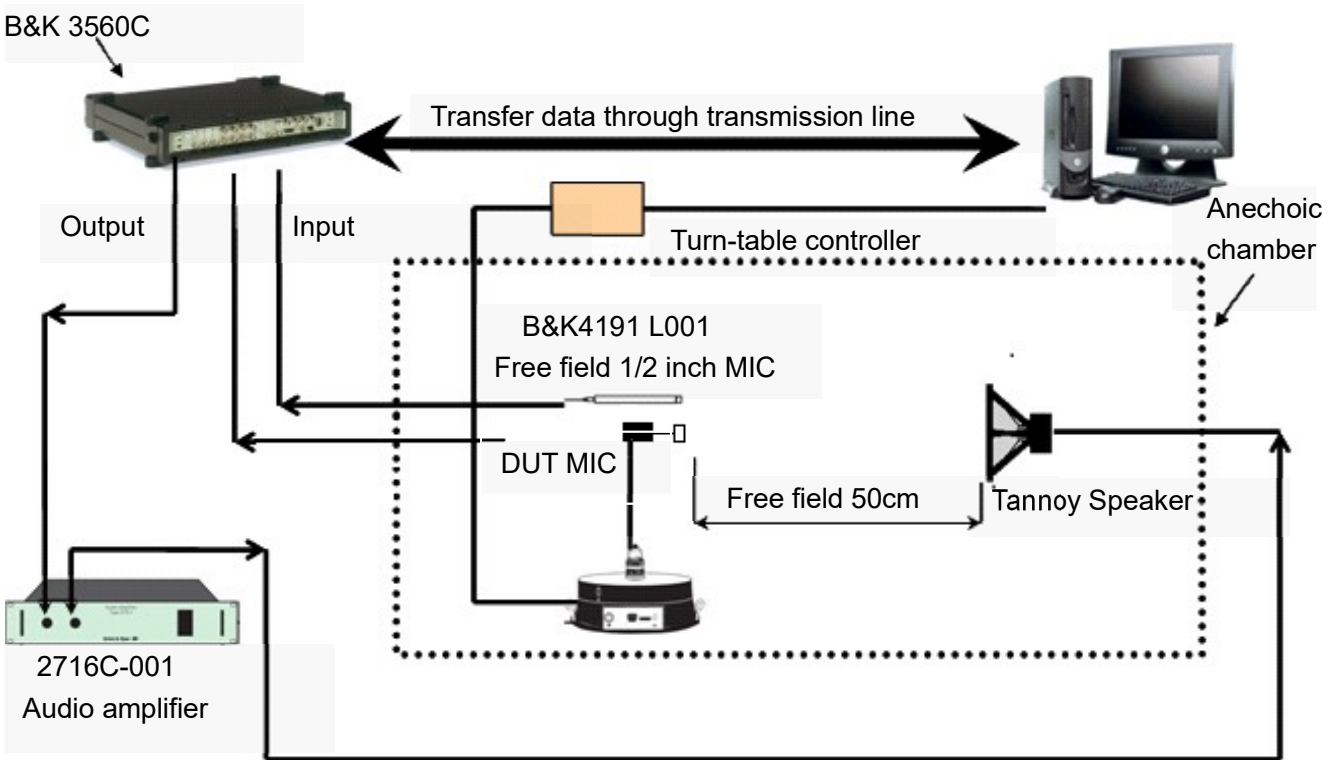 B&K 3560C
Transfer data through transmission line
Output
Input
Turn-table controller
Anechoic
chamber
B&K4191 L001
Free field 1/2 inch MIC
DUT MIC
Free field 50cm
Tannoy Speaker
2716C-001
Audio amplifier